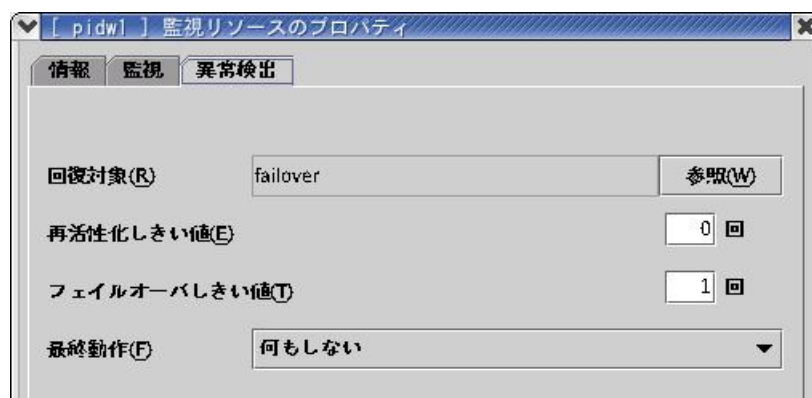 [ pidw1 ] 監視リソースのプロパティ
情報 監視 異常検出
回復対象(R) failover 参照(W)
再活性化しきい値(E) 0 回
フェイルオーバしきい値(T) 1 回
最終動作(F) 何もしない